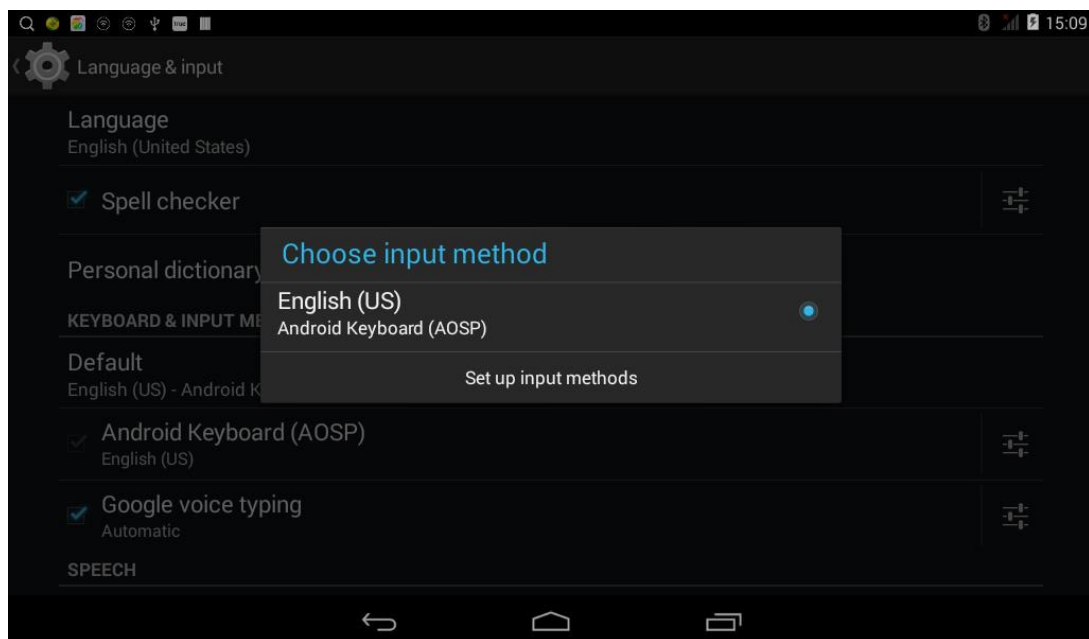 15:09
Language & input
Language
English (United States)
Spell checker
Personal dictionary
Choose input method
English (US)
Android Keyboard (AOSP)
Set up input methods
KEYBOARD & INPUT ME
Default
English (US) - Android K
Android Keyboard (AOSP)
English (US)
Google voice typing
Automatic
SPEECH